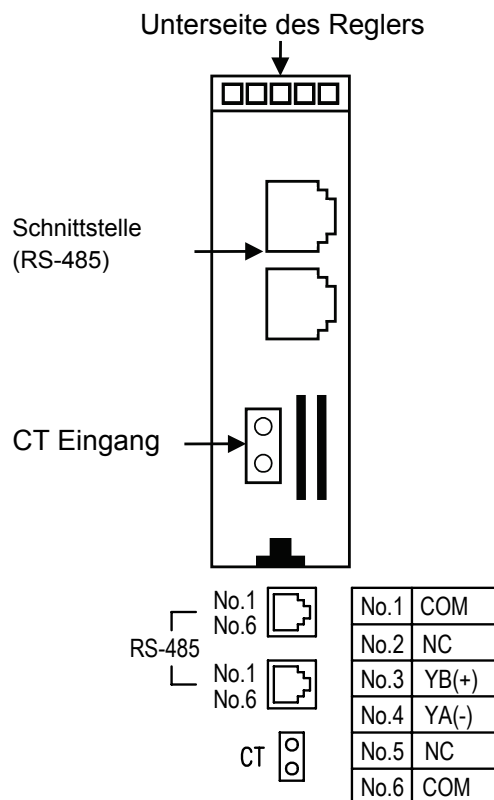 Unterseite des Reglers
Schnittstelle
(RS-485)
CT Eingang
RS-485
No.1
No.6
No.1
No.6
CT
No.1 COM
No.2 NC
No.3 YB(+)
No.4 YA(-)
No.5 NC
No.6 COM